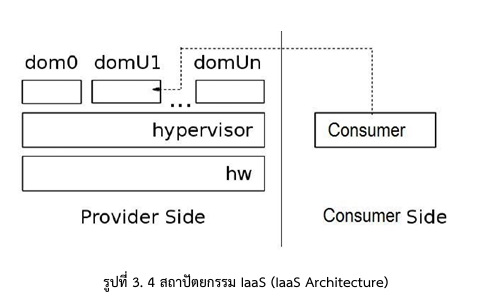 dom0 domU1 domUn
...
hypervisor
Consumer
hw
Provider Side
Consumer Side
รูปที่ 3. 4 สถาปัตยกรรม IaaS (IaaS Architecture)